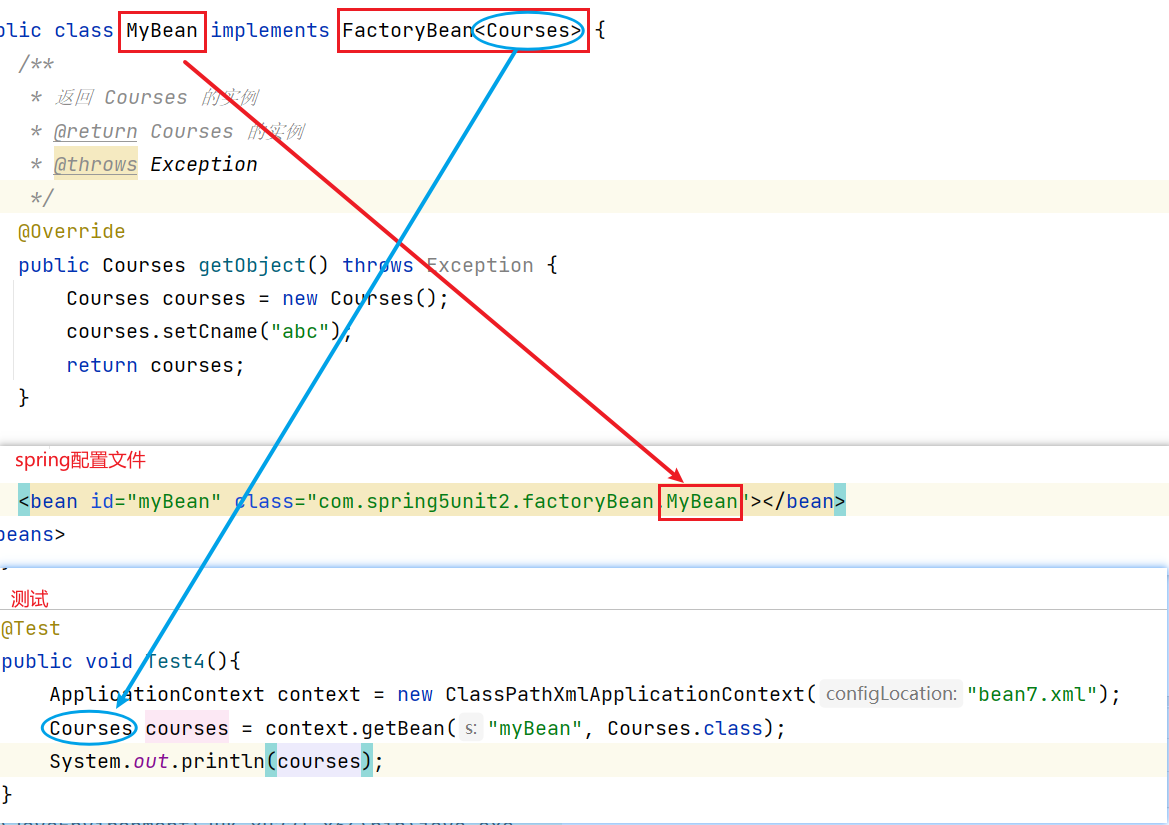 blic class MyBean implements FactoryBean<Courses> {
/**
* 返回 Courses 的实例
* @return Courses 的实例
* @throws Exception
*/
@Override
public Courses getObject() throws Exception {
Courses courses = new Courses();
courses.setCname("abc");
return courses;
}
spring配置文件
<bean id="myBean" class="com.spring5unit2.factoryBean.MyBean"></bean>
beans>
测试
@Test
public void Test4(){
ApplicationContext context = new ClassPathXmlApplicationContext( configLocation: "bean7.xml");
Courses courses = context.getBean( s: "myBean", Courses.class);
System.out.println(courses);
}